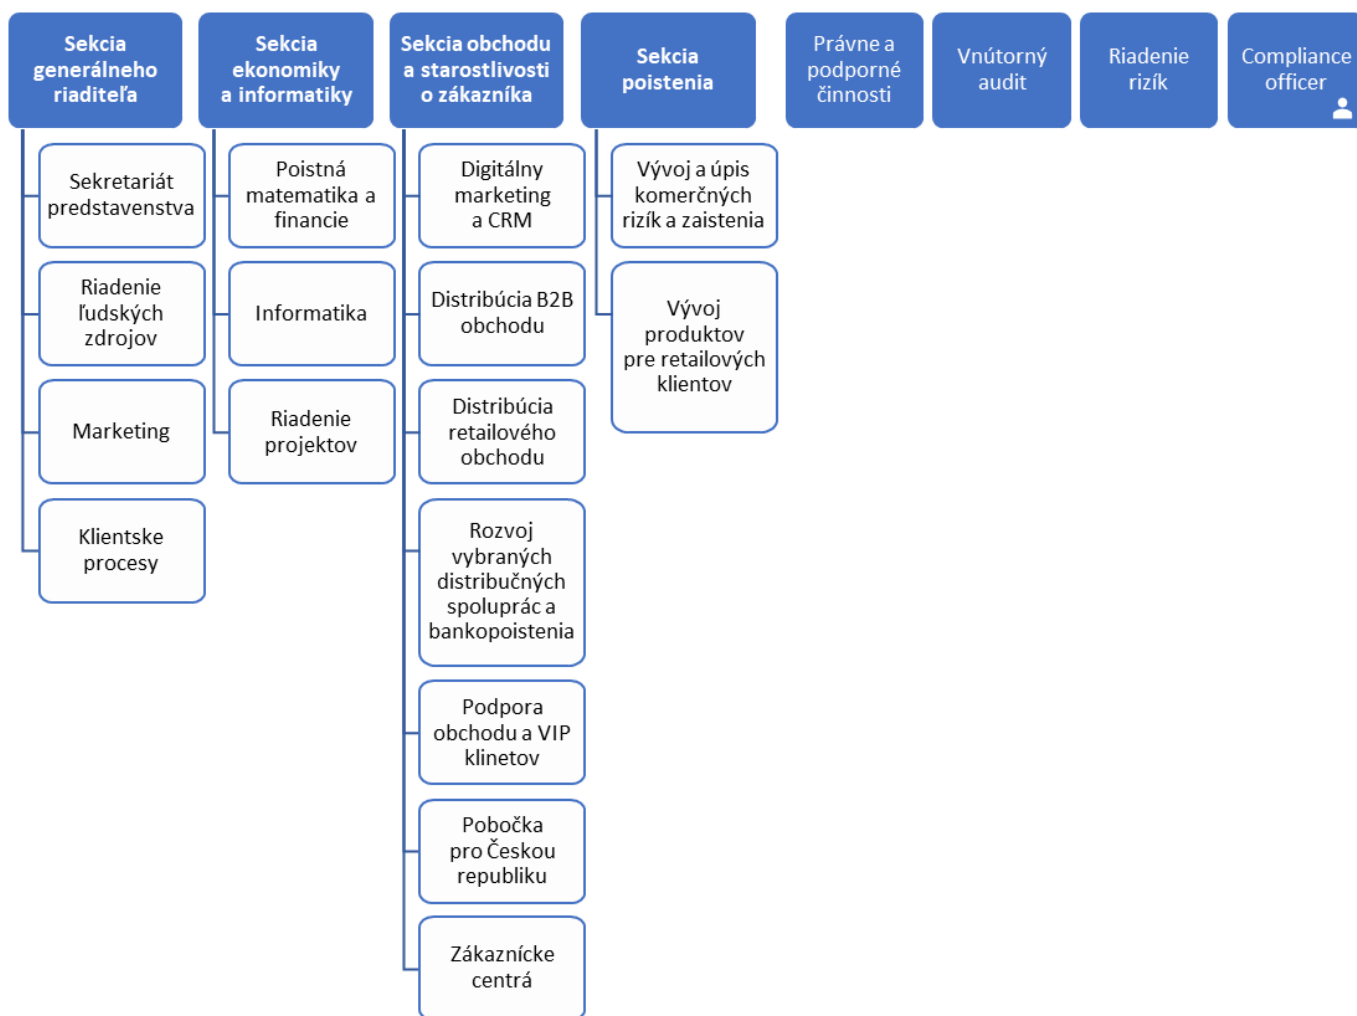 Sekcia
generálneho
riaditeľa
Sekretariát
predstavenstva
Riadenie
ľudských
zdrojov
Marketing
Klientske
procesy
Sekcia
ekonomiky
a informatiky
Poistná
matematika a
financie
Informatika
Riadenie
projektov
Sekcia obchodu
a starostlivosti
o zákazníka
Digitálny
marketing
a CRM
Distribúcia B2B
obchodu
Distribúcia
retailového
obchodu
Rozvoj
vybraných
distribučných
spoluprác a
bankopoistenia
Podpora
obchodu a VIP
klinetov
Pobočka
pro Českou
republiku
Zákaznícke
centrá
Sekcia
poistenia
Vývoj a úpis
komerčných
rizík a zaistenia
Vývoj
produktov
pre retailových
klientov
Právne a
podporné
činnosti
Vnútorný
audit
Riadenie
rizík
Compliance
officer